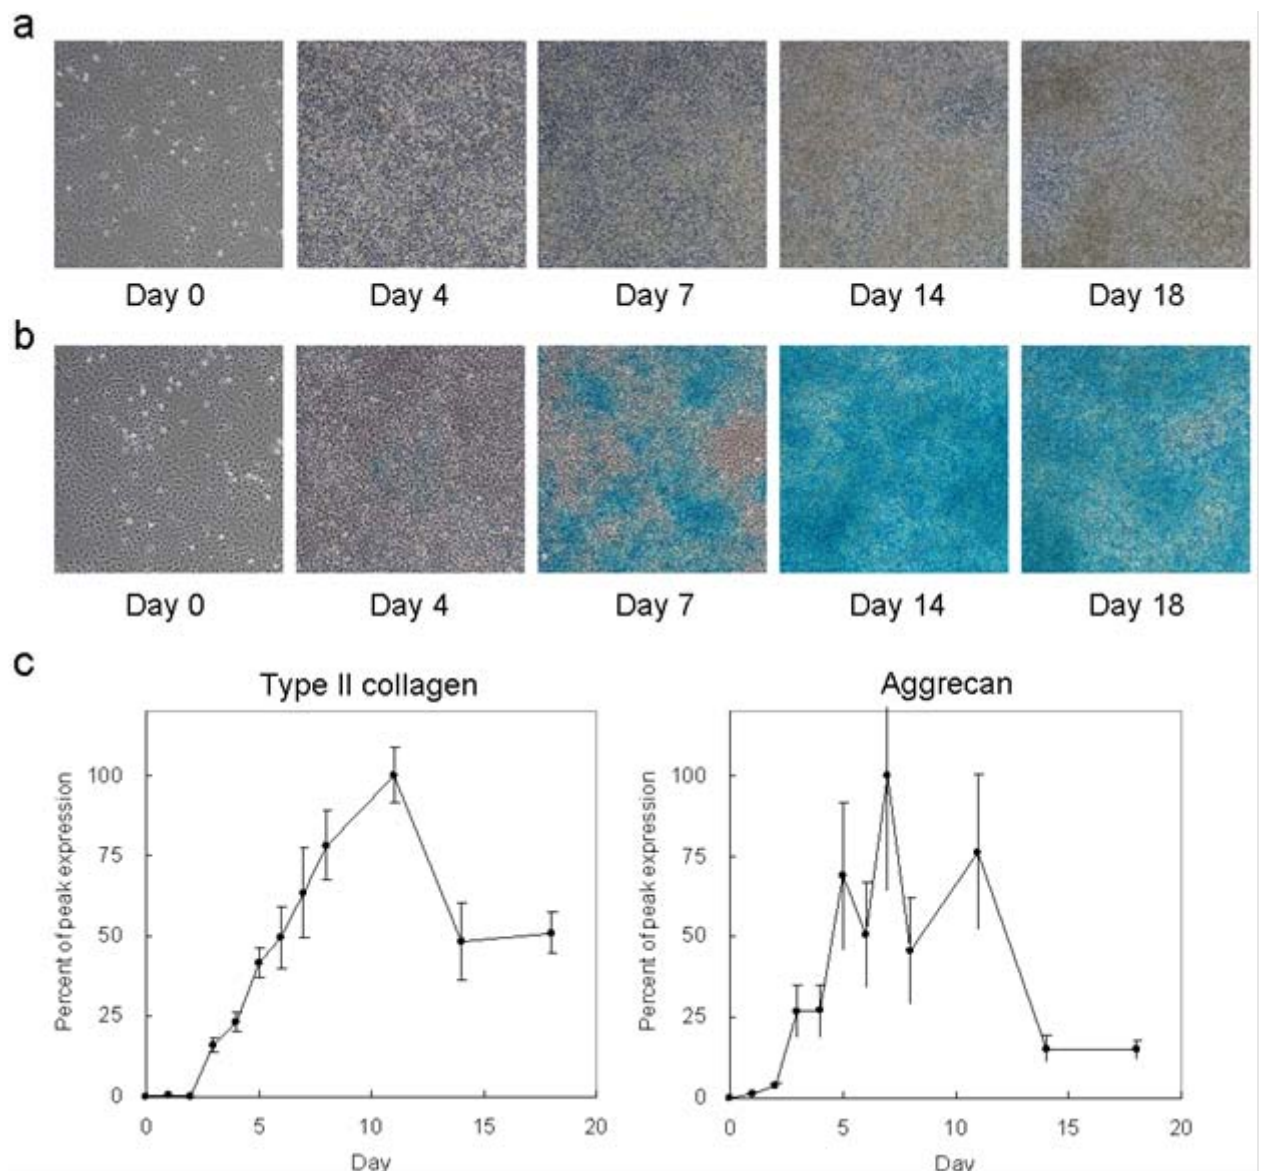 a
Day 0 Day 4 Day 7 Day 14 Day 18
b
Day 0 Day 4 Day 7 Day 14 Day 18
c
Type II collagen Aggrecan
Percent of peak expression
100
75
50
25
0
0 5 10 15 20
Day
Percent of peak expression
100
75
50
25
0
0 5 10 15 20
Day